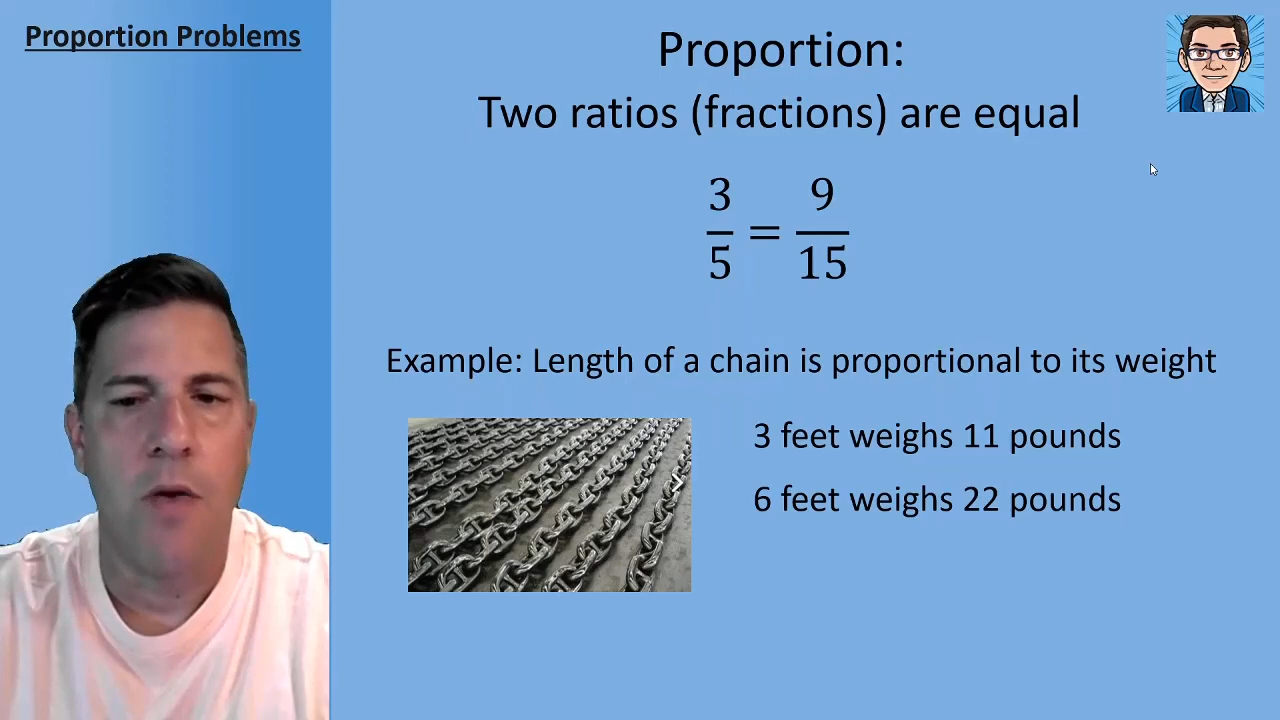 Proportion Problems
Proportion:
Two ratios (fractions) are equal
3/5 = 9/15
Example: Length of a chain is proportional to its weight
3 feet weighs 11 pounds
6 feet weighs 22 pounds